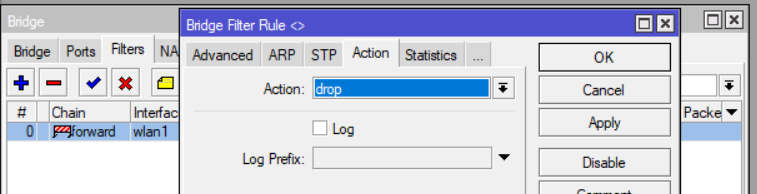 Bridge
Bridge Ports Filters NA
# Chain Interfac
0 forward wlan1
Bridge Filter Rule <>
Advanced ARP STP Action Statistics ...
Action: drop
Log
Log Prefix:
OK
Cancel
Apply
Disable
Comment
Packe